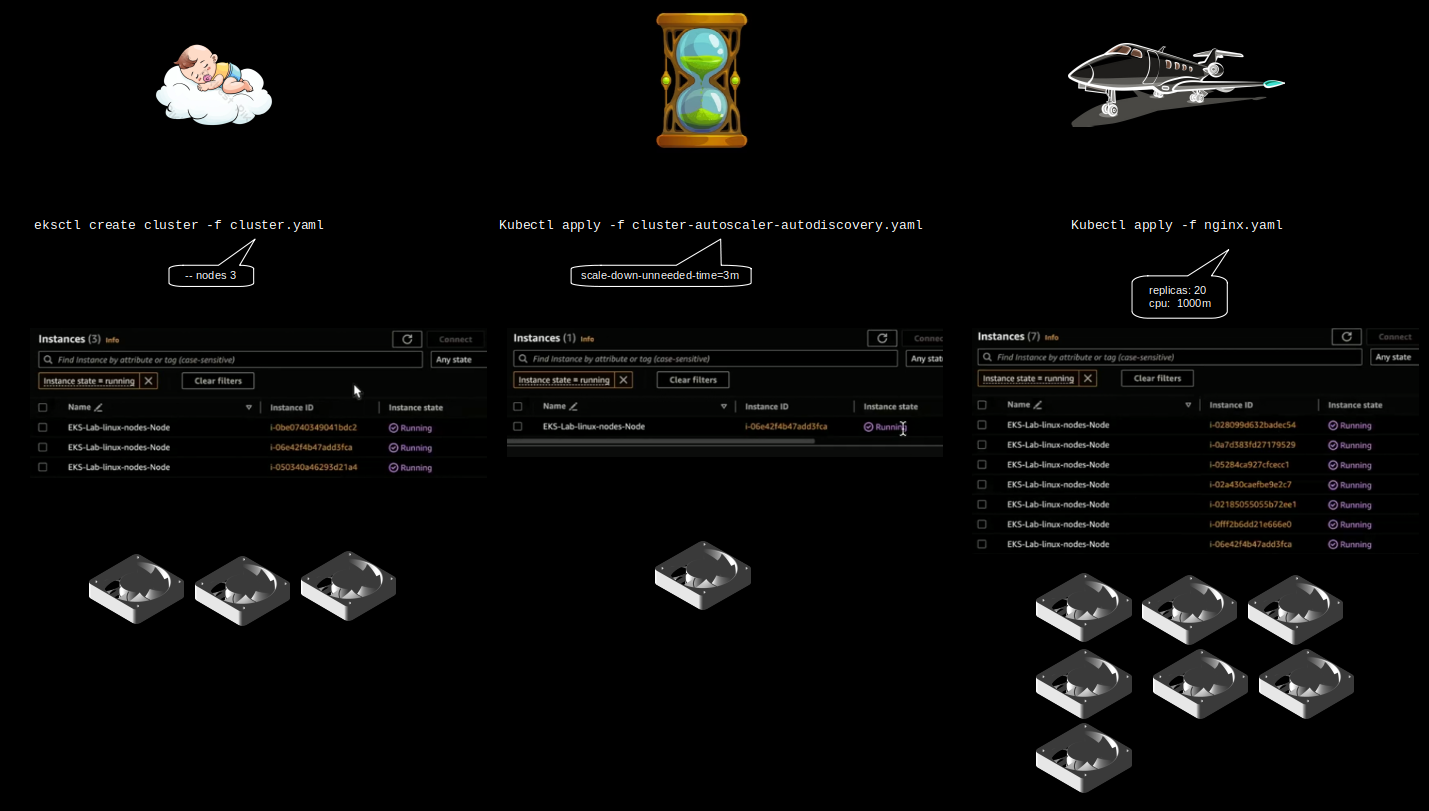 eksctl create cluster -f cluster.yaml
-- nodes 3
Instances (3) Info
Connect
Find Instance by attribute or tag (case-sensitive)
Any state
Instance state = running
Clear filters
Name
Instance ID
Instance state
EKS-Lab-linux-nodes-Node i-0be0740349041bdc2 Running
EKS-Lab-linux-nodes-Node i-06e42f4b47add3fca Running
EKS-Lab-linux-nodes-Node i-050340a46293d21a4 Running
Kubectl apply -f cluster-autoscaler-autodiscovery.yaml
scale-down-unneeded-time=3m
Instances (1) Info
Connec
Find Instance by attribute or tag (case-sensitive)
Any stat
Instance state = running
Clear filters
Name
Instance ID
Instance state
EKS-Lab-linux-nodes-Node i-06e42f4b47add3fca Running
Kubectl apply -f nginx.yaml
replicas: 20
cpu: 1000m
Instances (7) Info
Connect
Find Instance by attribute or tag (case-sensitive)
Any state
Instance state = running
Clear filters
Name
Instance ID
Instance state
EKS-Lab-linux-nodes-Node i-028099d632badec54 Running
EKS-Lab-linux-nodes-Node i-0a7d383fd27179529 Running
EKS-Lab-linux-nodes-Node i-05284ca927cfcecc1 Running
EKS-Lab-linux-nodes-Node i-02a430caefbe9e2c7 Running
EKS-Lab-linux-nodes-Node i-02185055055b72ee1 Running
EKS-Lab-linux-nodes-Node i-0fff2b6dd21e666e0 Running
EKS-Lab-linux-nodes-Node i-06e42f4b47add3fca Running